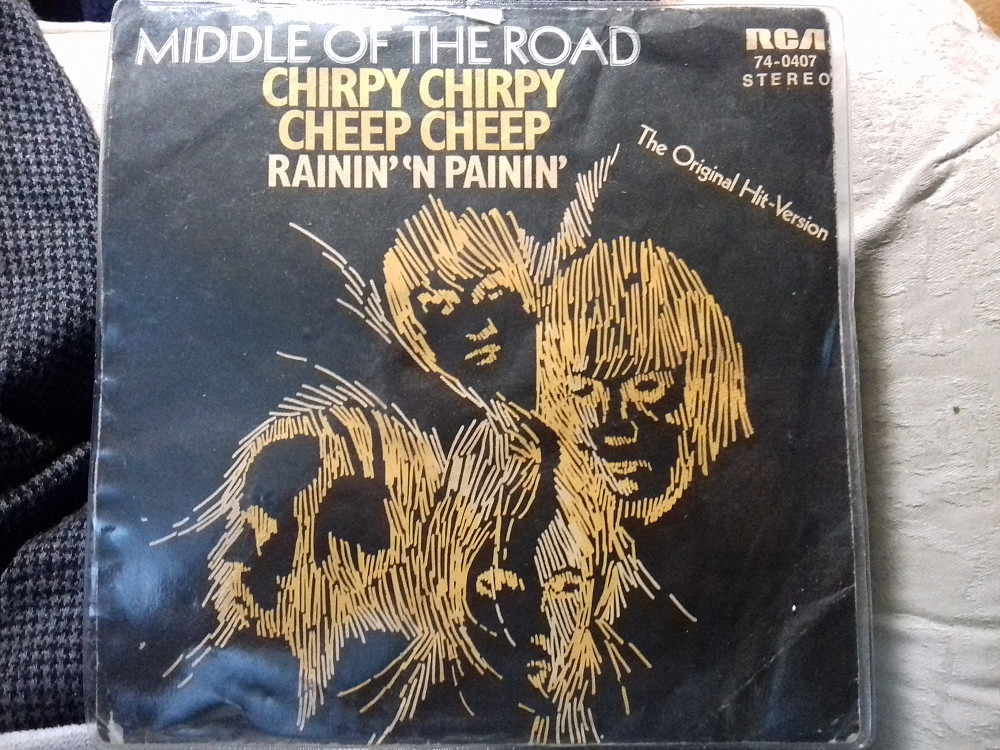 MIDDLE OF THE ROAD
CHIRPY CHIRPY
CHEEP CHEEP
RAININ' 'N PAININ'
RCA
74-0407
STEREO
The Original Hit-Version